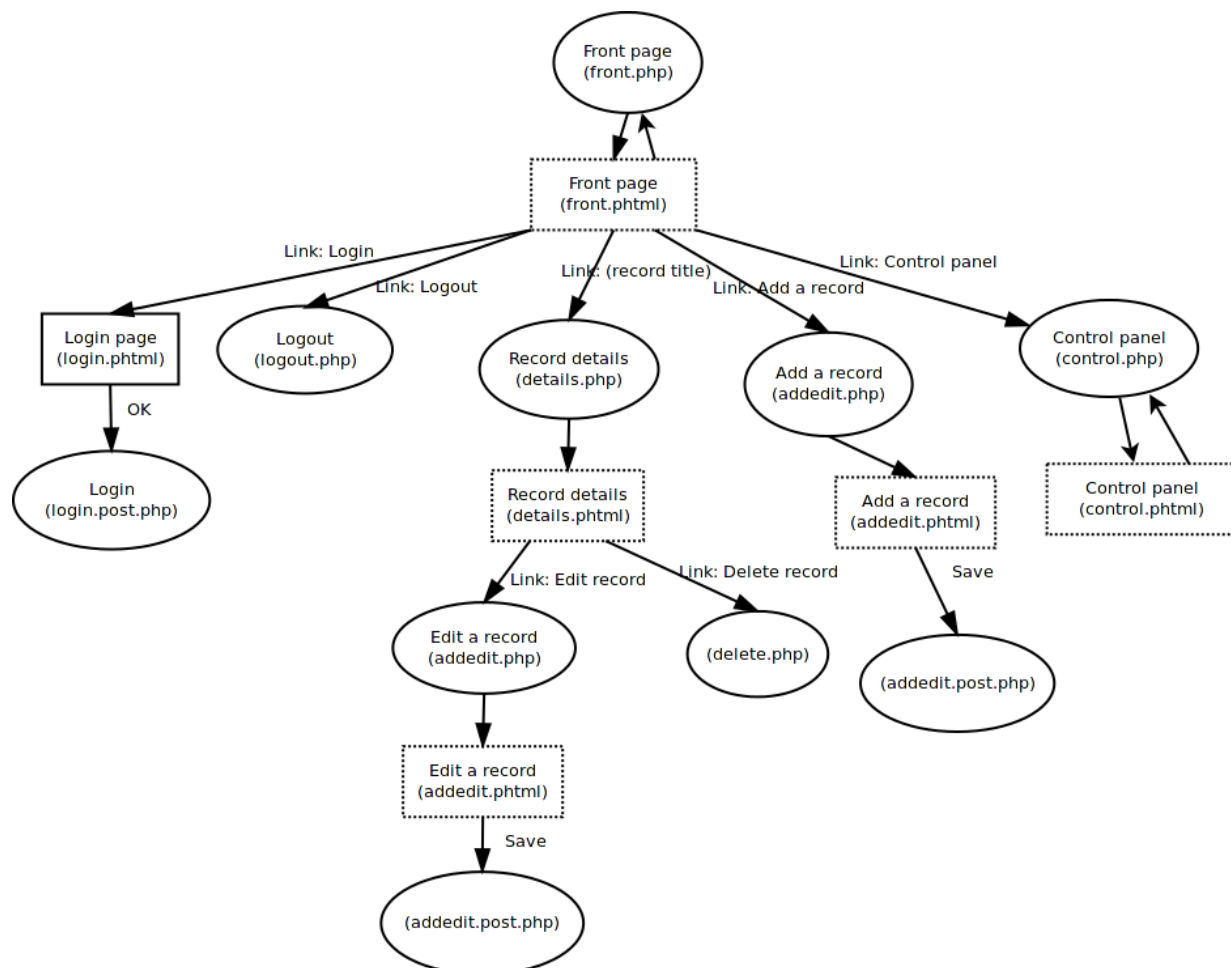 Front page
(front.php)
Front page
(front.phtml)
Link: Login
Link: Logout
Link: (record title)
Link: Add a record
Link: Control panel
Login page
(login.phtml)
Logout
(logout.php)
Record details
(details.php)
Add a record
(addedit.php)
Control panel
(control.php)
OK
Login
(login.post.php)
Record details
(details.phtml)
Add a record
(addedit.phtml)
Control panel
(control.phtml)
Link: Edit record
Link: Delete record
Save
Edit a record
(addedit.php)
(delete.php)
(addedit.post.php)
Edit a record
(addedit.phtml)
Save
(addedit.post.php)